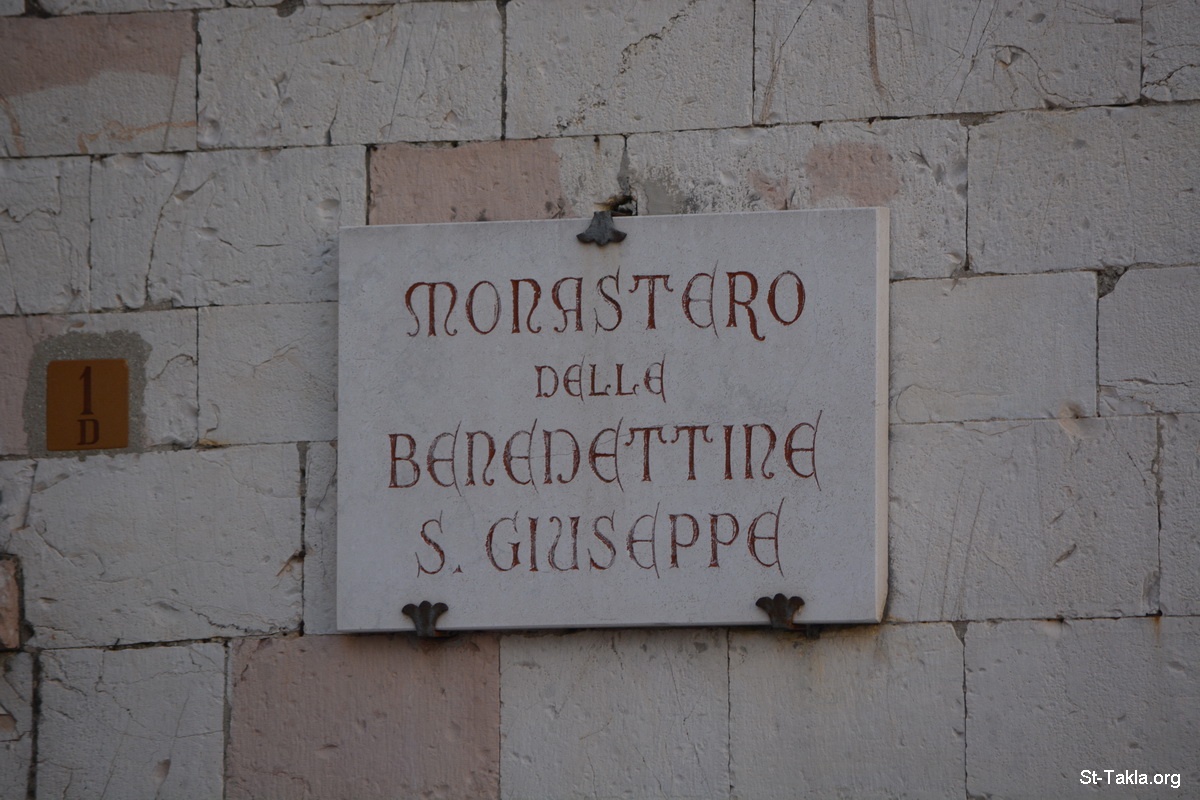 MONASTERO
DELLE
BENEDETTINE
S. GIUSEPPE
1
D
St-Takla.org